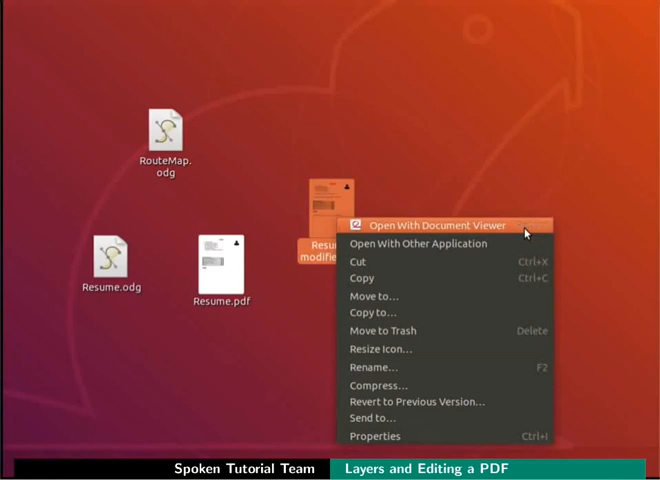 RouteMap.
odg
Resume.odg
Resume.pdf
modifie
Open With Document Viewer
Open With Other Application
Cut Ctrl+X
Copy Ctrl+C
Move to...
Copy to...
Move to Trash Delete
Resize Icon...
Rename... F2
Compress...
Revert to Previous Version...
Send to...
Properties Ctrl+I
Spoken Tutorial Team Layers and Editing a PDF